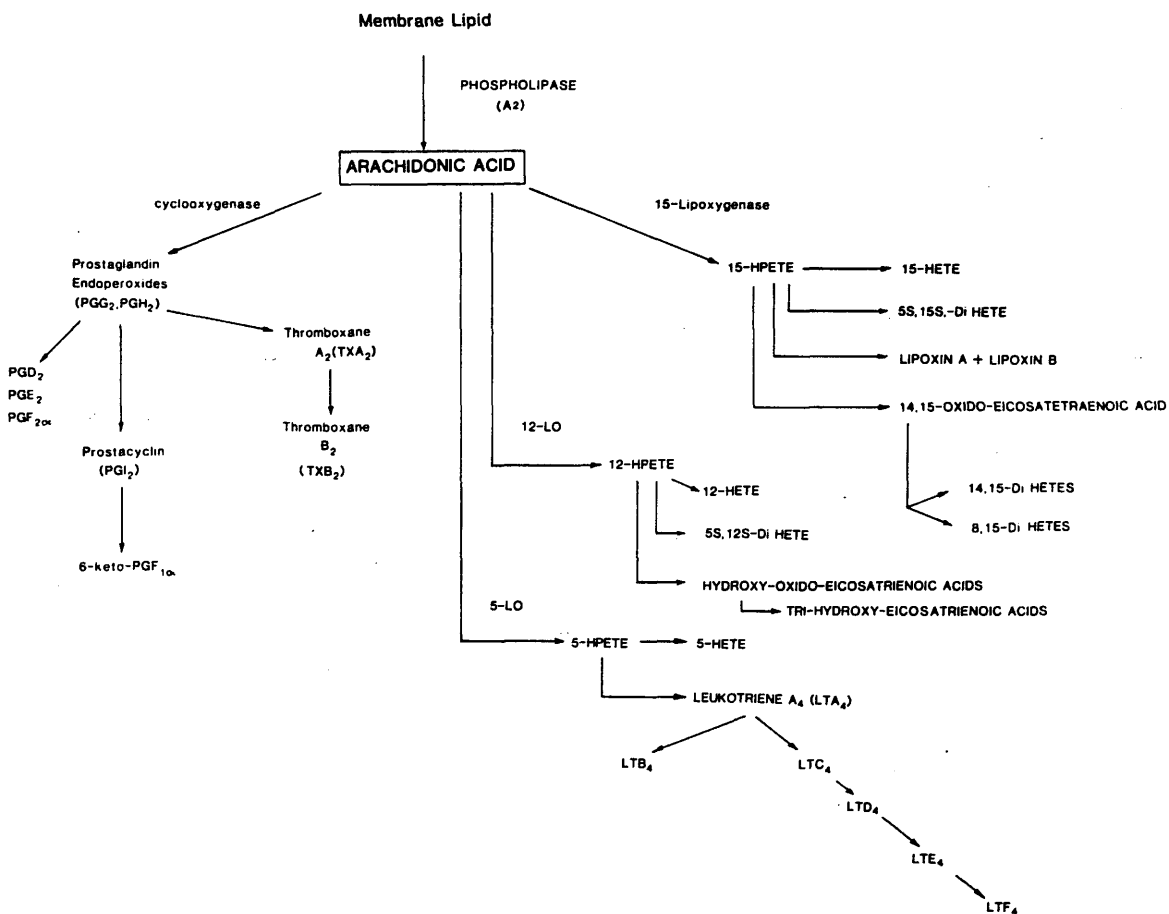 Membrane Lipid
PHOSPHOLIPASE
(A2)
ARACHIDONIC ACID
cyclooxygenase
15-Lipoxygenase
Prostaglandin
Endoperoxides
(PGG₂,PGH₂)
15-HPETE
15-HETE
5S,15S,-Di HETE
Thromboxane
A₂(TXA₂)
LIPOXIN A + LIPOXIN B
PGD₂
PGE₂
PGF₂α
14,15-OXIDO-EICOSATETRAENOIC ACID
Thromboxane
B₂
(TXB₂)
12-LO
Prostacyclin
(PGI₂)
12-HPETE
12-HETE
14,15-Di HETES
5S,12S-Di HETE
8,15-Di HETES
6-keto-PGF₁α
HYDROXY-OXIDO-EICOSATRIENOIC ACIDS
5-LO
TRI-HYDROXY-EICOSATRIENOIC ACIDS
5-HPETE
5-HETE
LEUKOTRIENE A₄ (LTA₄)
LTB₄
LTC₄
LTD₄
LTE₄
LTF₄